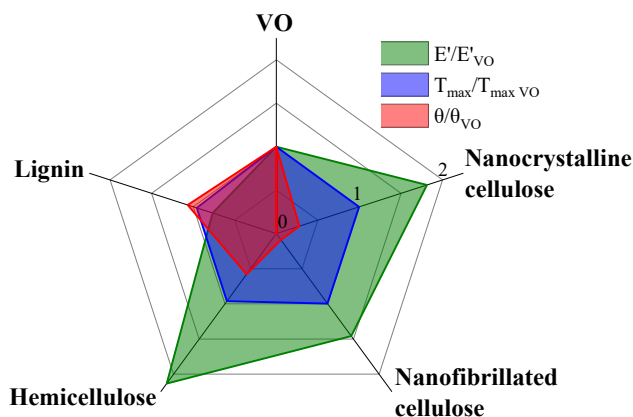 VO
E'/E'VO
Tmax/Tmax VO
θ/θVO
Lignin
Nanocrystalline
cellulose
2
1
0
Nanofibrillated
cellulose
Hemicellulose